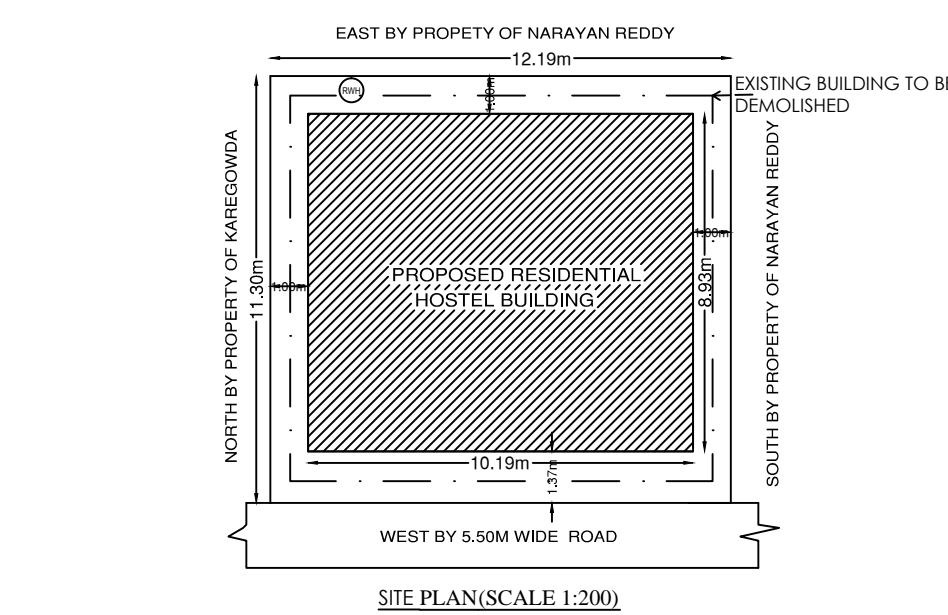 EAST BY PROPETY OF NARAYAN REDDY
12.19m
RWH
1.00m
EXISTING BUILDING TO BE
DEMOLISHED
NORTH BY PROPERTY OF KAREGOWDA
11.30m
1.00m
PROPOSED RESIDENTIAL
HOSTEL BUILDING
1.00m
8.93m
SOUTH BY PROPERTY OF NARAYAN REDDY
10.19m
1.37m
WEST BY 5.50M WIDE ROAD
SITE PLAN(SCALE 1:200)